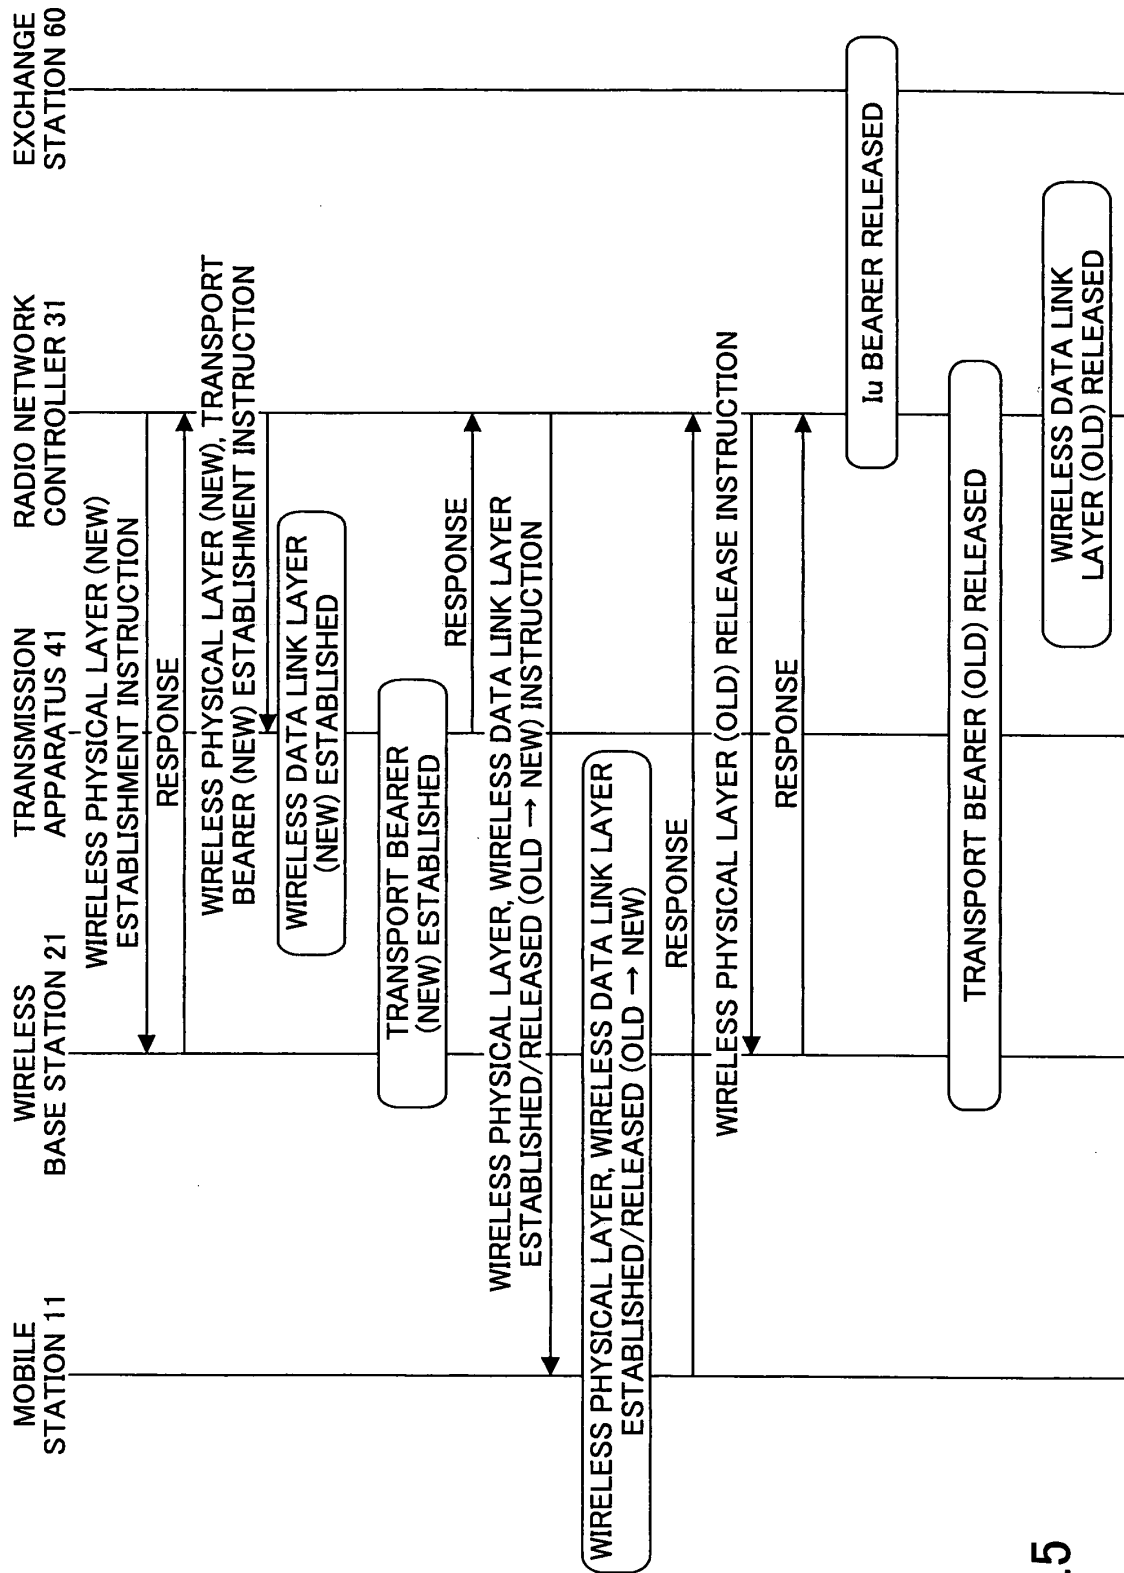 MOBILE
STATION 11
WIRELESS
BASE STATION 21
TRANSMISSION
APPARATUS 41
RADIO NETWORK
CONTROLLER 31
EXCHANGE
STATION 60
WIRELESS PHYSICAL LAYER (NEW)
ESTABLISHMENT INSTRUCTION
RESPONSE
WIRELESS PHYSICAL LAYER (NEW), TRANSPORT
BEARER (NEW) ESTABLISHMENT INSTRUCTION
WIRELESS DATA LINK LAYER
(NEW) ESTABLISHED
TRANSPORT BEARER
(NEW) ESTABLISHED
RESPONSE
WIRELESS PHYSICAL LAYER, WIRELESS DATA LINK LAYER
ESTABLISHED/RELEASED (OLD → NEW) INSTRUCTION
WIRELESS PHYSICAL LAYER, WIRELESS DATA LINK LAYER
ESTABLISHED/RELEASED (OLD → NEW)
RESPONSE
WIRELESS PHYSICAL LAYER (OLD) RELEASE INSTRUCTION
RESPONSE
Iu BEARER RELEASED
TRANSPORT BEARER (OLD) RELEASED
WIRELESS DATA LINK
LAYER (OLD) RELEASED
.5